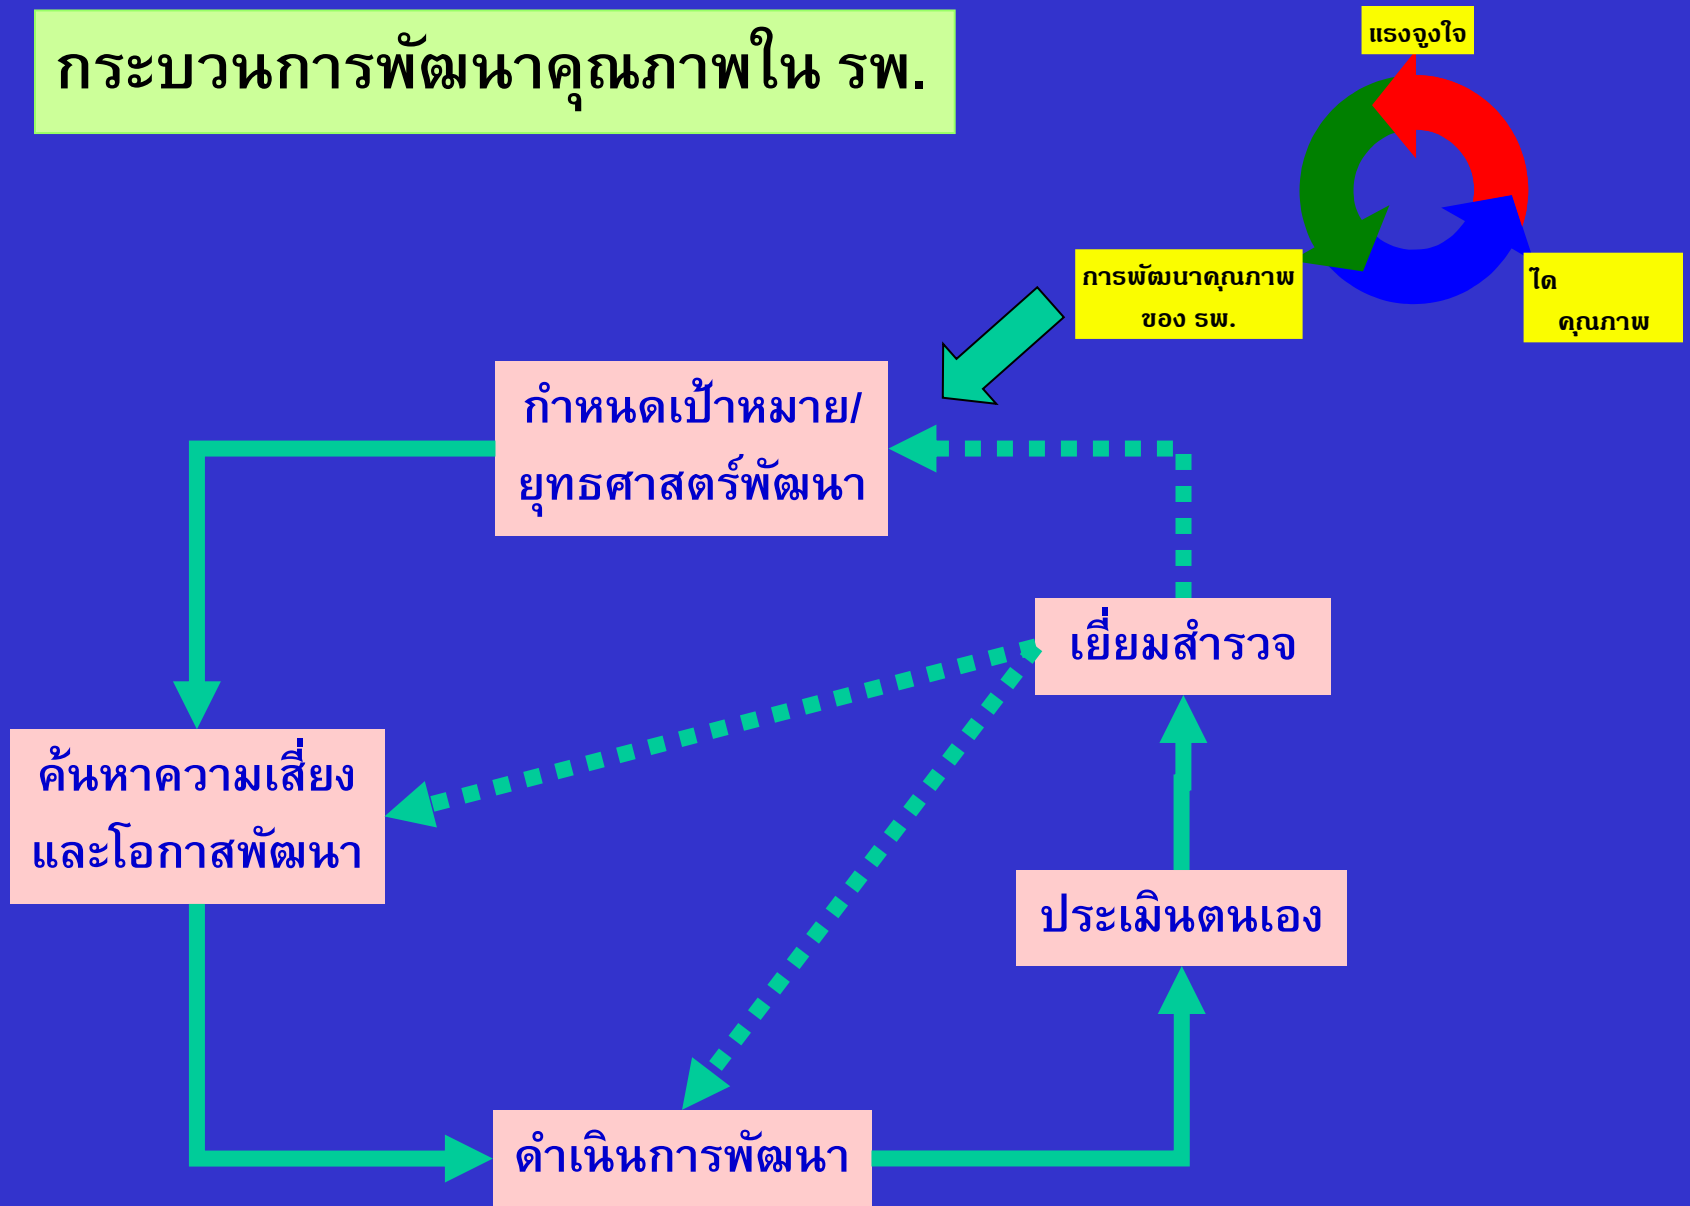 กระบวนการพัฒนาคุณภาพใน รพ.
แรงจูงใจ
การพัฒนาคุณภาพ
ของ รพ.
ได
คุณภาพ
กำหนดเป้าหมาย/
ยุทธศาสตร์พัฒนา
เยี่ยมสำรวจ
ค้นหาความเสี่ยง
และโอกาสพัฒนา
ประเมินตนเอง
ดำเนินการพัฒนา